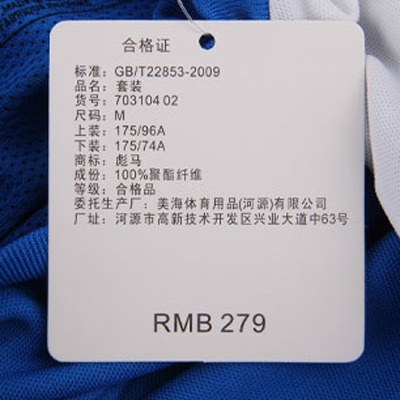 合格证
标准: GB/T22853-2009
品名: 套装
货号: 703104 02
尺码: M
上装: 175/96A
下装: 175/74A
商标: 彪马
成份: 100%聚酯纤维
等级: 合格品
委托生产厂: 美海体育用品(河源)有限公司
厂址: 河源市高新技术开发区兴业大道中63号
RMB 279